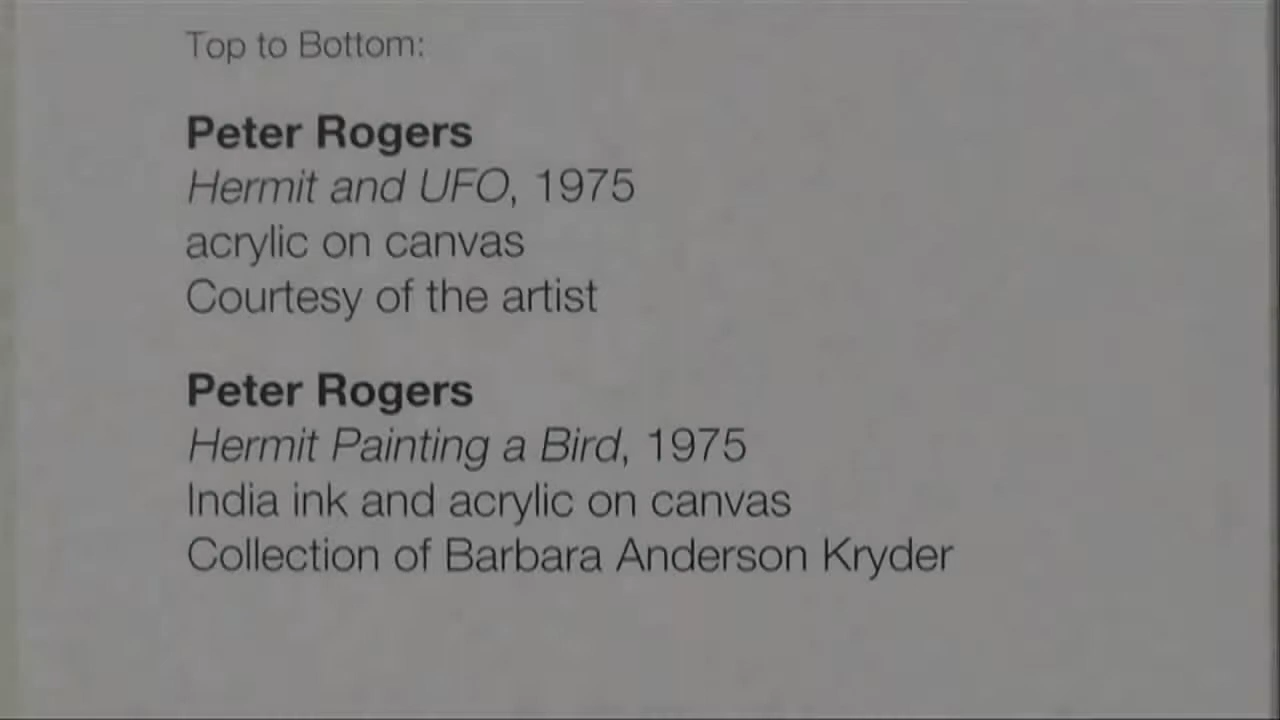 Top to Bottom:
Peter Rogers
Hermit and UFO, 1975
acrylic on canvas
Courtesy of the artist
Peter Rogers
Hermit Painting a Bird, 1975
India ink and acrylic on canvas
Collection of Barbara Anderson Kryder